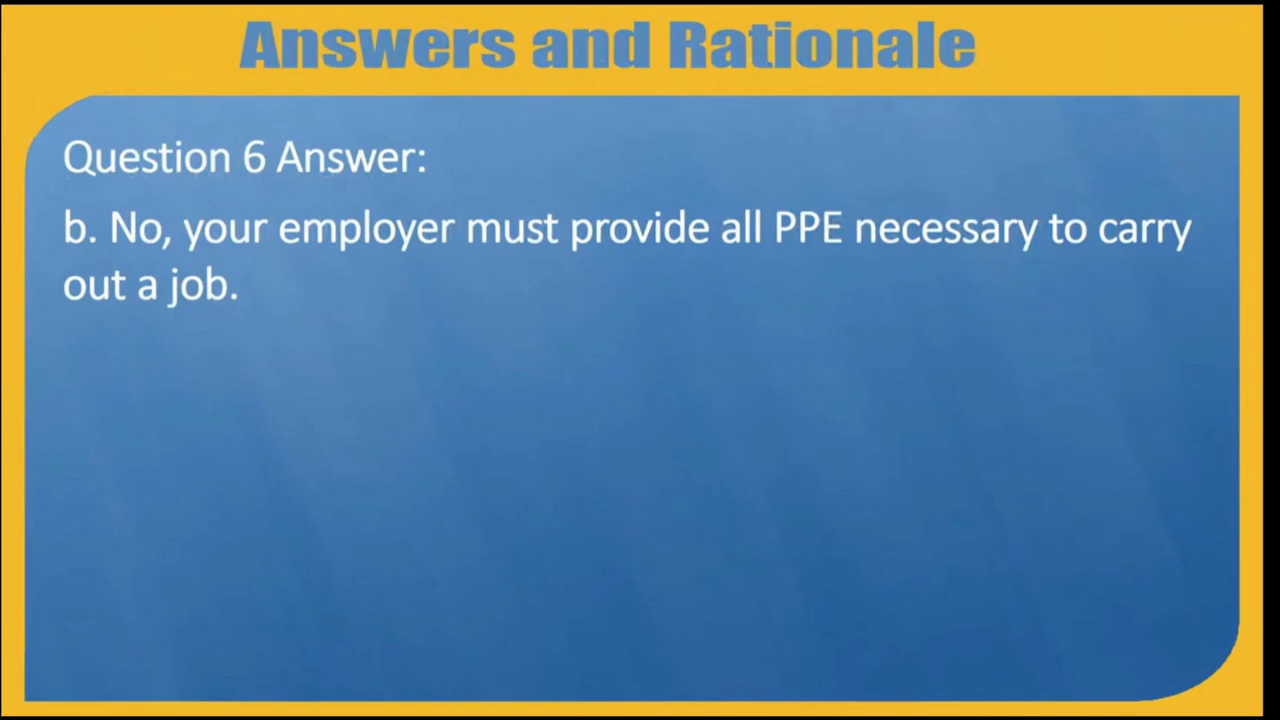 Answers and Rationale
Question 6 Answer:
b. No, your employer must provide all PPE necessary to carry
out a job.